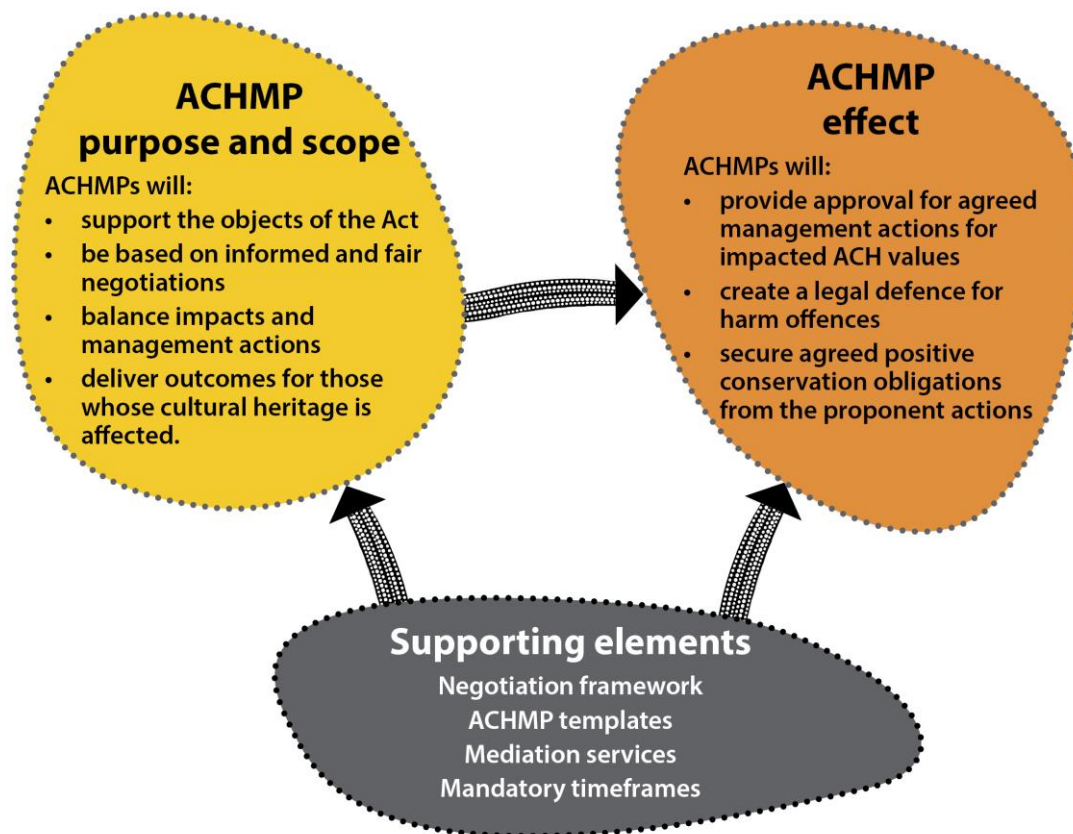 ACHMP
purpose and scope
ACHMPs will:
• support the objects of the Act
• be based on informed and fair
negotiations
• balance impacts and
management actions
• deliver outcomes for those
whose cultural heritage is
affected.
ACHMP
effect
ACHMPs will:
• provide approval for agreed
management actions for
impacted ACH values
• create a legal defence for
harm offences
• secure agreed positive
conservation obligations
from the proponent actions
Supporting elements
Negotiation framework
ACHMP templates
Mediation services
Mandatory timeframes